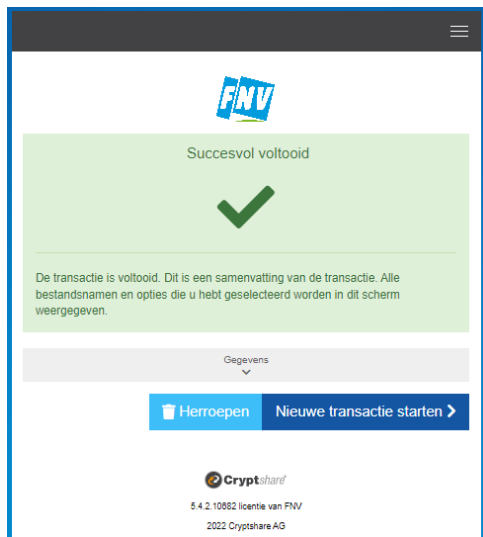 FNV
Succesvol voltooid
De transactie is voltooid. Dit is een samenvatting van de transactie. Alle
bestandsnamen en opties die u hebt geselecteerd worden in dit scherm
weergegeven.
Gegevens
Herroepen
Nieuwe transactie starten
Cryptshare
5.4.2.10682 licentie van FNV
2022 Cryptshare AG